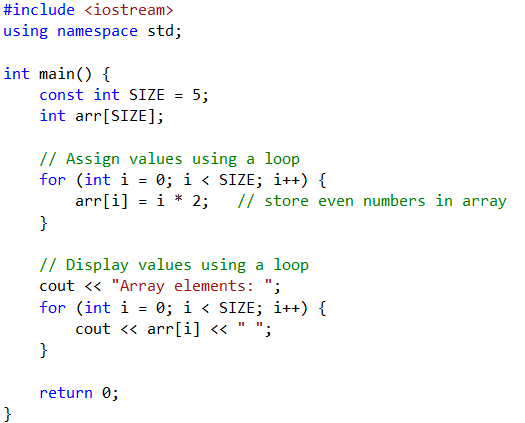 #include <iostream>
using namespace std;

int main() {
    const int SIZE = 5;
    int arr[SIZE];

    // Assign values using a loop
    for (int i = 0; i < SIZE; i++) {
        arr[i] = i * 2;   // store even numbers in array
    }

    // Display values using a loop
    cout << "Array elements: ";
    for (int i = 0; i < SIZE; i++) {
        cout << arr[i] << " ";
    }

    return 0;
}